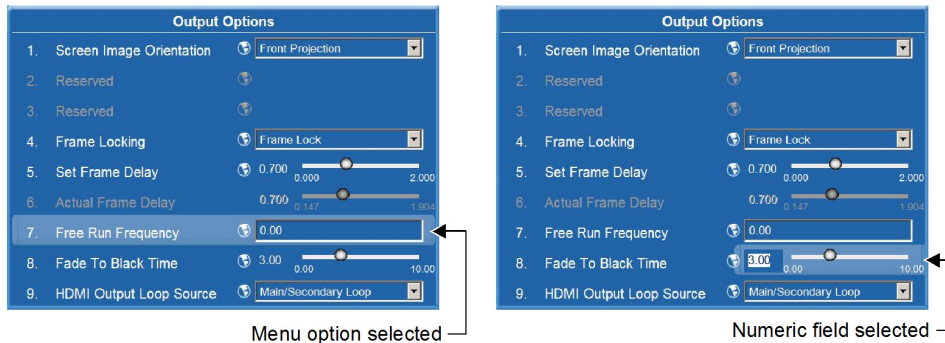 Output Options
1. Screen Image Orientation Front Projection
2. Reserved
3. Reserved
4. Frame Locking Frame Lock
5. Set Frame Delay 0.700 0.000 2.000
6. Actual Frame Delay 0.700 0.147 1.904
7. Free Run Frequency 0.00
8. Fade To Black Time 3.00 0.00 10.00
9. HDMI Output Loop Source Main/Secondary Loop
Menu option selected
Output Options
1. Screen Image Orientation Front Projection
2. Reserved
3. Reserved
4. Frame Locking Frame Lock
5. Set Frame Delay 0.700 0.000 2.000
6. Actual Frame Delay 0.700 0.147 1.904
7. Free Run Frequency 0.00
8. Fade To Black Time 3.00 0.00 10.00
9. HDMI Output Loop Source Main/Secondary Loop
Numeric field selected